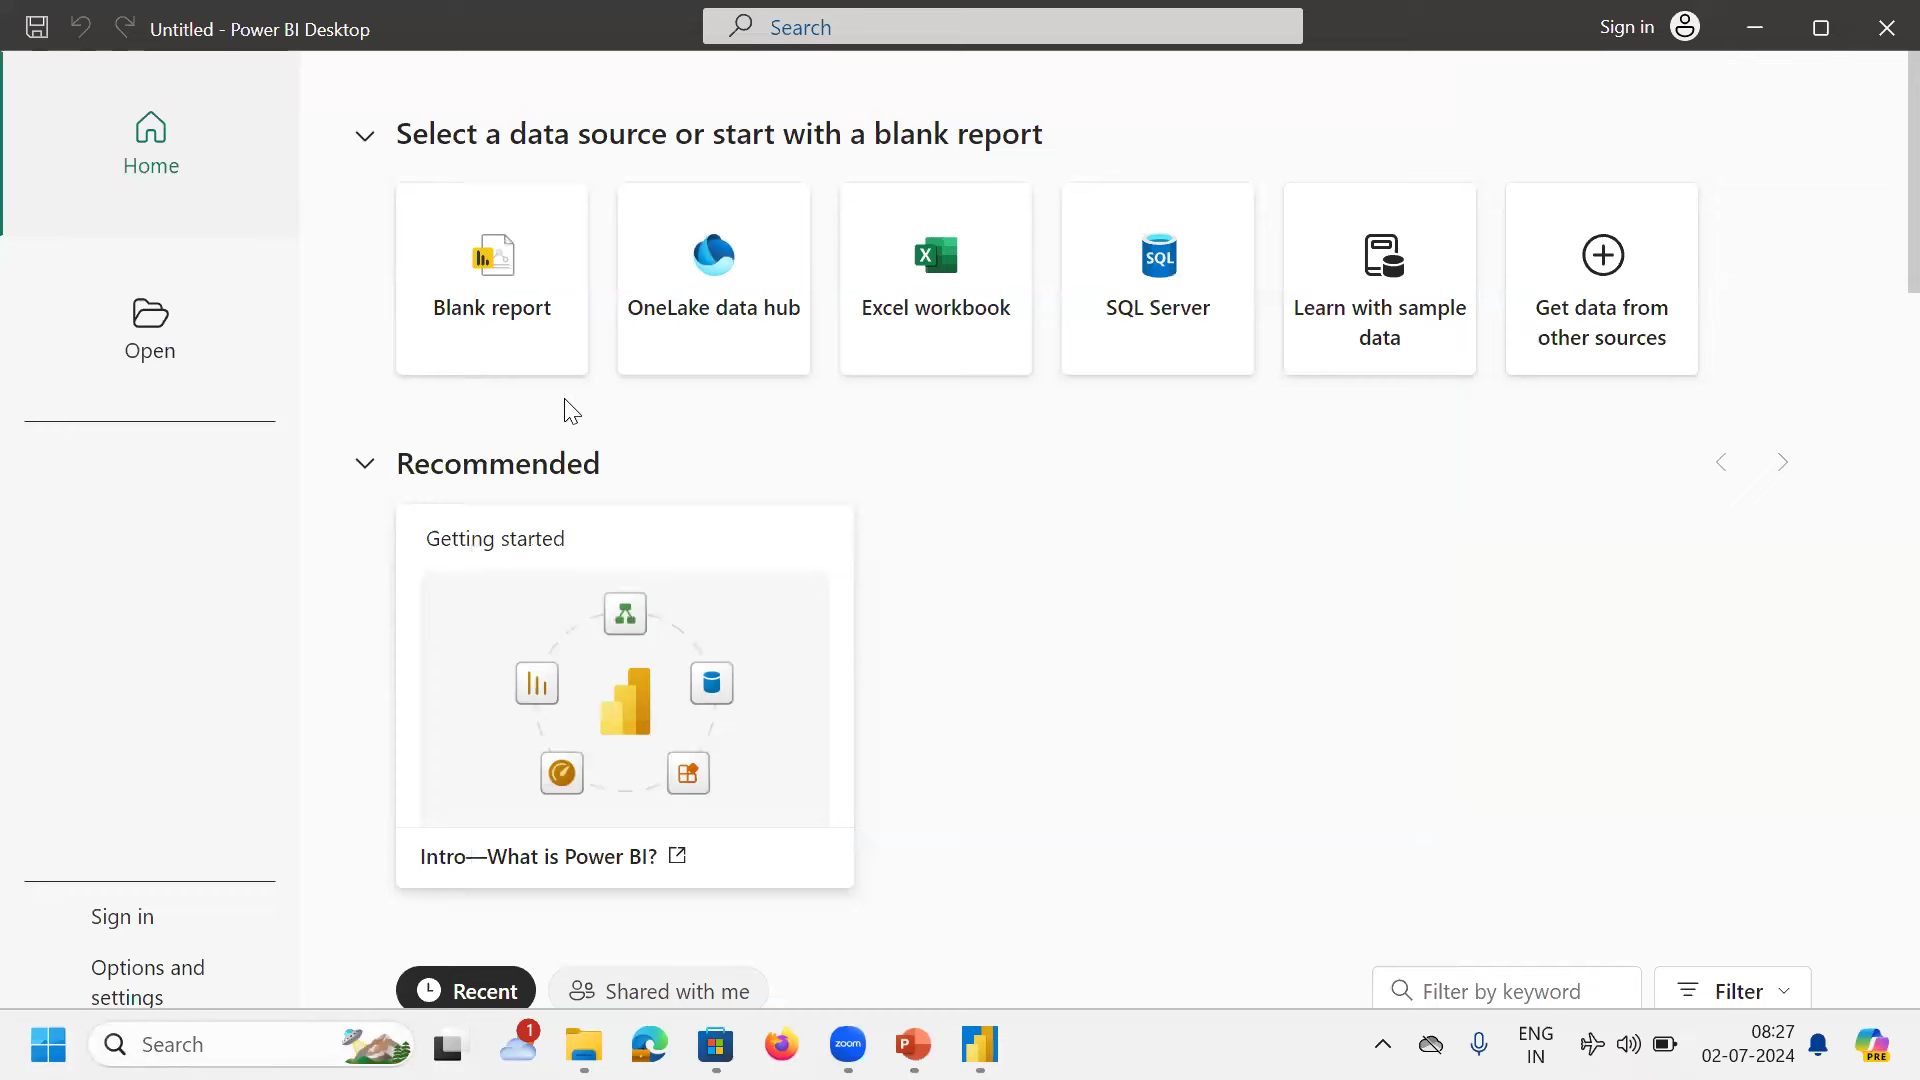 Untitled - Power BI Desktop
Search
Sign in
Home
Open
Select a data source or start with a blank report
Blank report
OneLake data hub
Excel workbook
SQL
SQL Server
Learn with sample
data
Get data from
other sources
Recommended
Getting started
Intro—What is Power BI?
Sign in
Options and
settings
Recent
Shared with me
Filter by keyword
Filter
Search
1
zoom
ENG
IN
08:27
02-07-2024
PRE